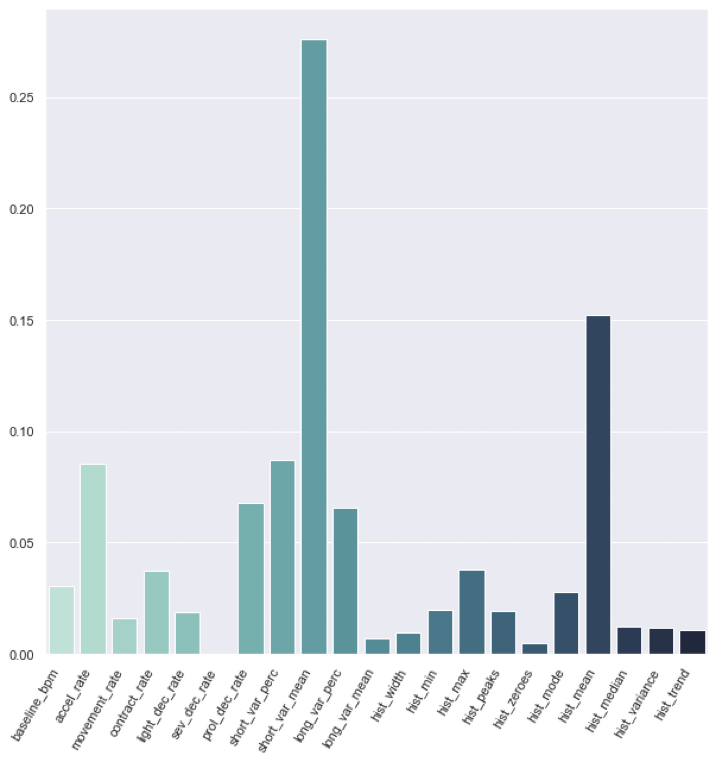 0.25
0.20
0.15
0.10
0.05
0.00
baseline_bpm
accel_rate
movement_rate
contract_rate
light_dec_rate
sev_dec_rate
prol_dec_rate
short_var_perc
short_var_mean
long_var_perc
long_var_mean
hist_width
hist_min
hist_max
hist_peaks
hist_zeroes
hist_mode
hist_mean
hist_median
hist_variance
hist_trend